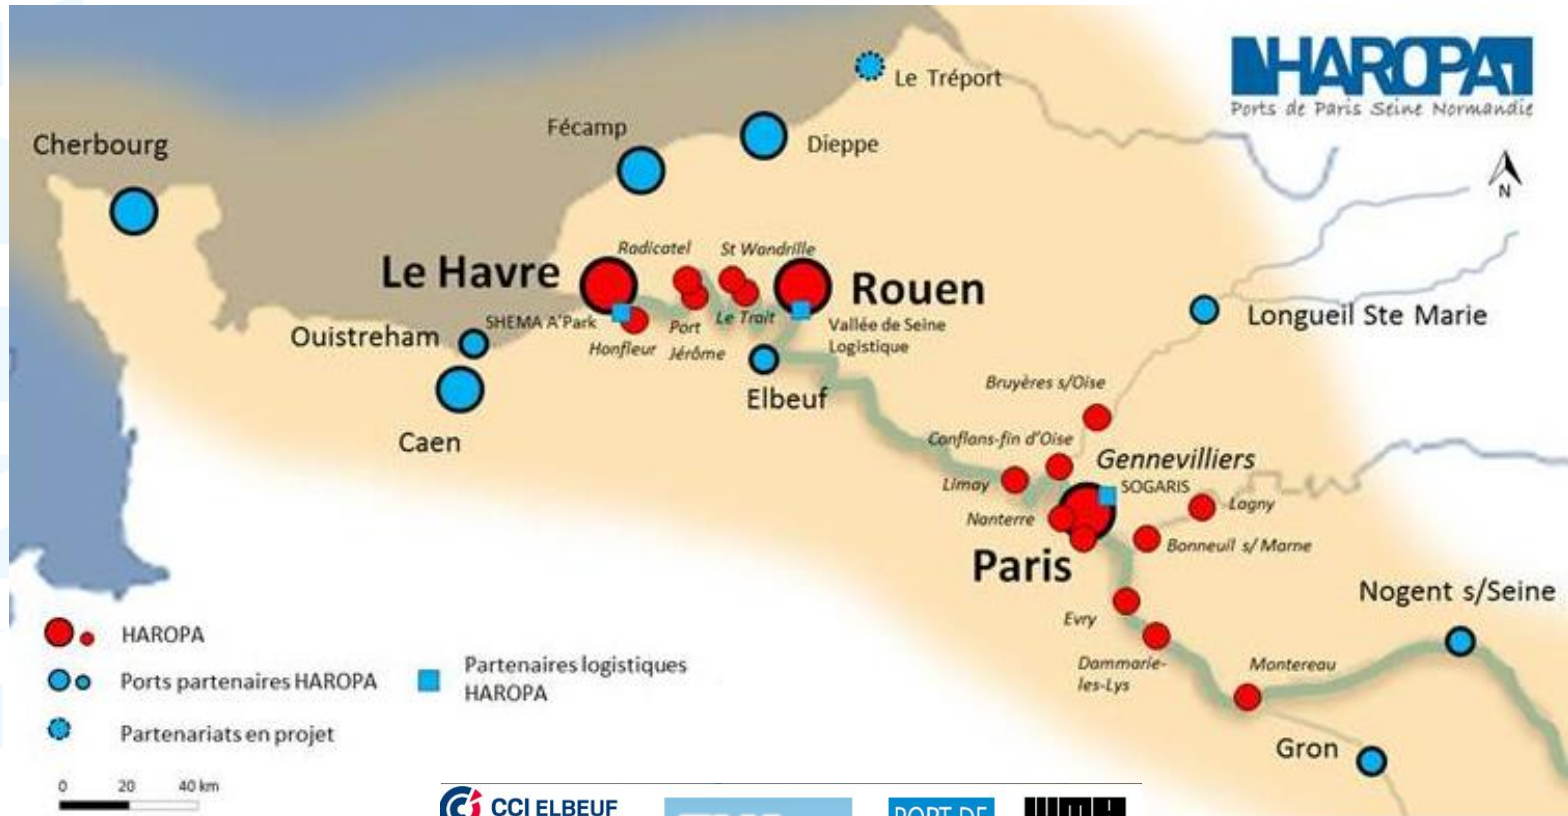 HAROPA
Ports de Paris Seine Normandie
N
Le Tréport
Fécamp
Dieppe
Cherbourg
Radicatel
St Wandrille
Le Havre
Rouen
SHEMA A'Park
Honfleur
Port
Jérôme
Le Trait
Vallée de Seine
Logistique
Ouistreham
Caen
Elbeuf
Longueil Ste Marie
Bruyères s/Oise
Conflans-fin d'Oise
Gennevilliers
SOGARIS
Limay
Nanterre
Lagny
Bonneuil s/ Marne
Paris
Evry
Dammarie-
les-Lys
Montereau
Nogent s/Seine
Gron
HAROPA
Ports partenaires HAROPA
Partenariats en projet
Partenaires logistiques
HAROPA
0 20 40 km
CCI ELBEUF
PORT DE